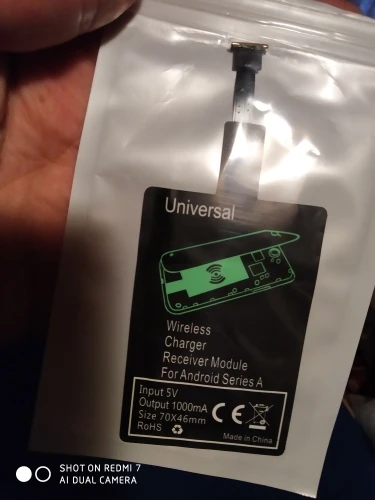 Universal
Wireless
Charger
Receiver Module
For Android Series A
Input 5V
Output 1000mA
Size 70X46mm
RoHS
CE
Made in China
SHOT ON REDMI 7
AI DUAL CAMERA